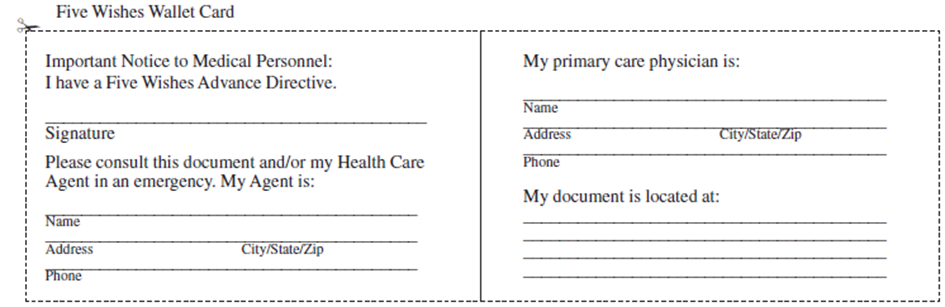 Five Wishes Wallet Card
Important Notice to Medical Personnel:
I have a Five Wishes Advance Directive.
Signature
Please consult this document and/or my Health Care
Agent in an emergency. My Agent is:
Name
Address City/State/Zip
Phone
My primary care physician is:
Name
Address City/State/Zip
Phone
My document is located at: